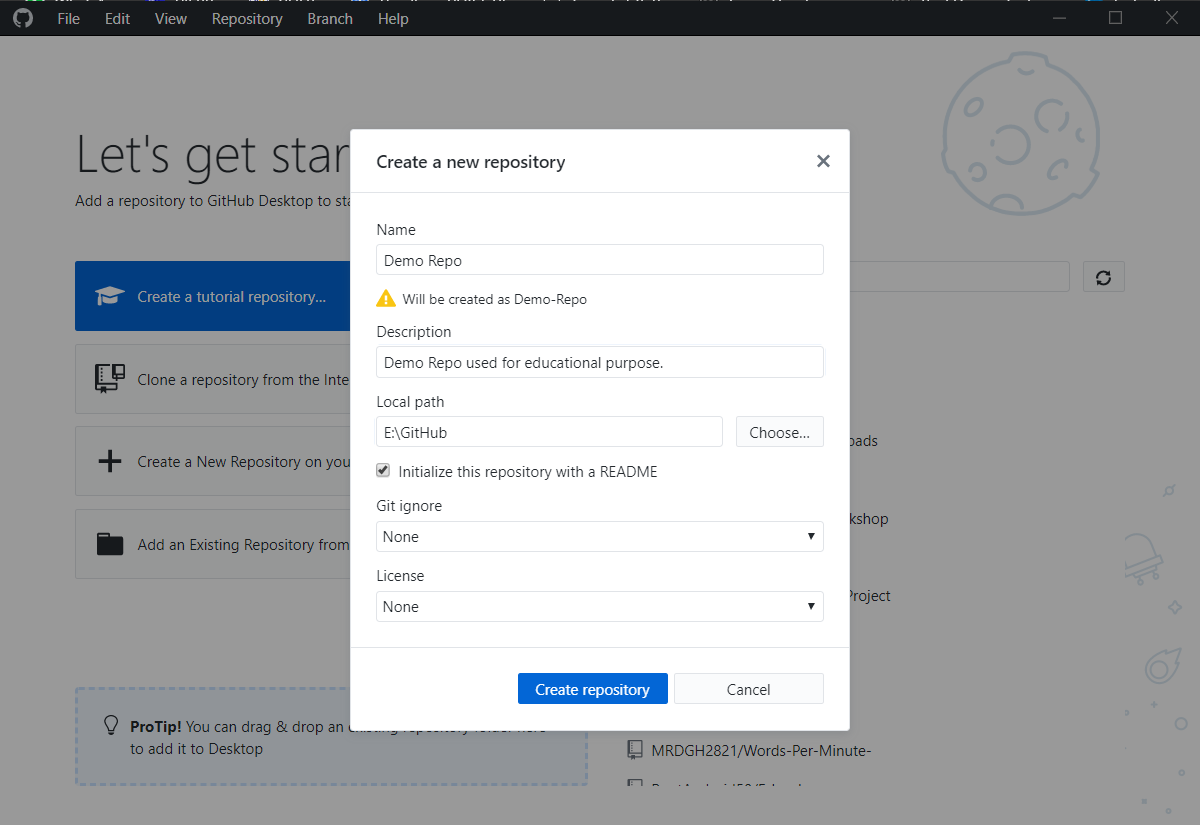 File Edit View Repository Branch Help
Let's get star
Add a repository to GitHub Desktop to sta
Create a tutorial repository...
Clone a repository from the Inte
Create a New Repository on you
Add an Existing Repository from
ProTip! You can drag & drop an existing repository folder here
to add it to Desktop
Create a new repository
Name
Demo Repo
Will be created as Demo-Repo
Description
Demo Repo used for educational purpose.
Local path
E:\GitHub
Choose...
Initialize this repository with a README
Git ignore
None
License
None
Create repository Cancel
oads
kshop
Project
MRDGH2821/Words-Per-Minute-